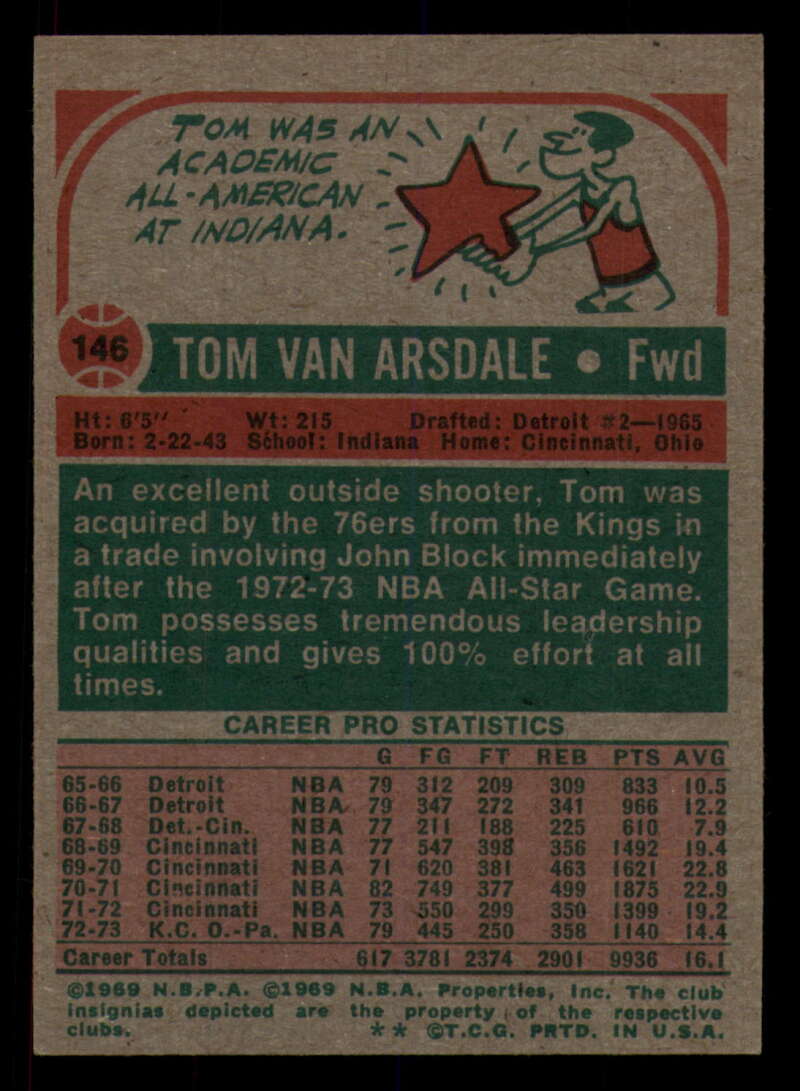 TOM WAS AN
ACADEMIC
ALL-AMERICAN
AT INDIANA.
146 TOM VAN ARSDALE • Fwd
Ht: 6'5" Wt: 215 Drafted: Detroit #2—1965
Born: 2-22-43 School: Indiana Home: Cincinnati, Ohio
An excellent outside shooter, Tom was
acquired by the 76ers from the Kings in
a trade involving John Block immediately
after the 1972-73 NBA All-Star Game.
Tom possesses tremendous leadership
qualities and gives 100% effort at all
times.
CAREER PRO STATISTICS
G FG FT REB PTS AVG
65-66 Detroit NBA 79 312 209 309 833 10.5
66-67 Detroit NBA 79 347 272 341 966 12.2
67-68 Det.-Cin. NBA 77 211 188 225 610 7.9
68-69 Cincinnati NBA 77 547 398 356 1492 19.4
69-70 Cincinnati NBA 71 620 381 463 1621 22.8
70-71 Cincinnati NBA 82 749 377 499 1875 22.9
71-72 Cincinnati NBA 73 550 299 350 1399 19.2
72-73 K.C. O.-Pa. NBA 79 445 250 358 1140 14.4
Career Totals 617 3781 2374 2901 9936 16.1
©1969 N.B.P.A. ©1969 N.B.A. Properties, Inc. The club
insignias depicted are the property of the respective
clubs. ** ©T.C.G. PRTD. IN U.S.A.